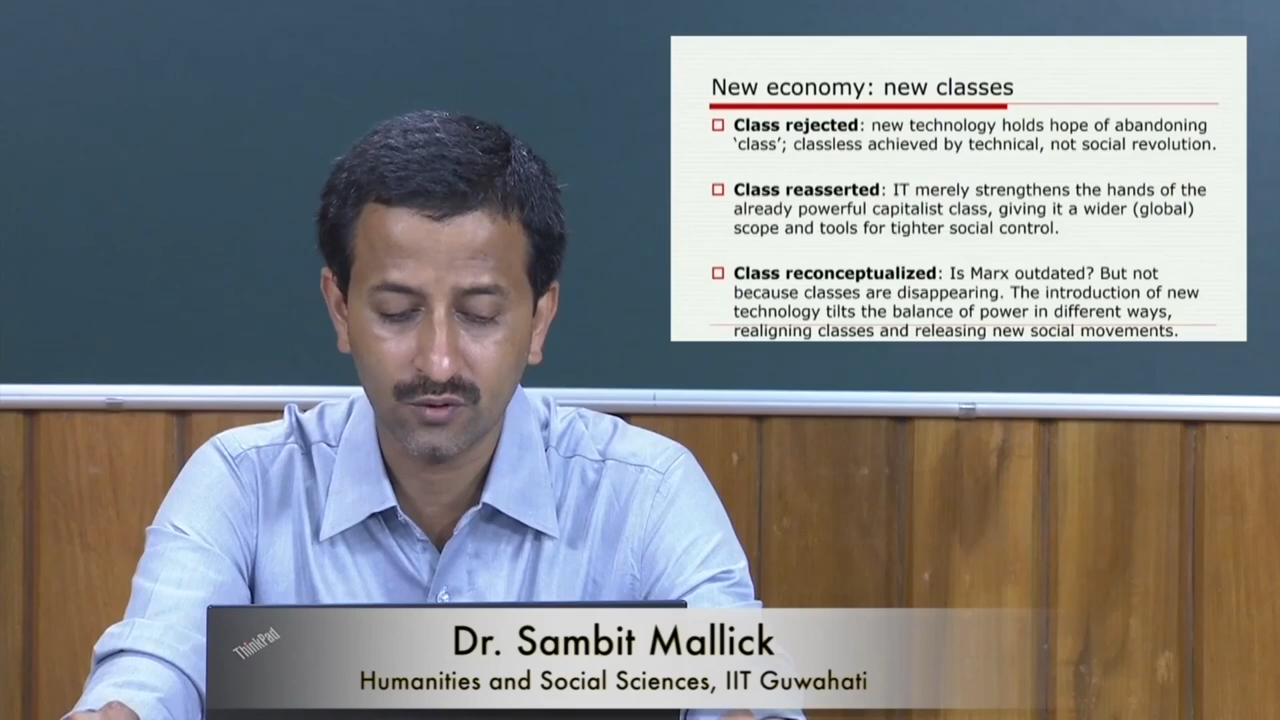 New economy: new classes
Class rejected: new technology holds hope of abandoning
‘class’; classless achieved by technical, not social revolution.
Class reasserted: IT merely strengthens the hands of the
already powerful capitalist class, giving it a wider (global)
scope and tools for tighter social control.
Class reconceptualized: Is Marx outdated? But not
because classes are disappearing. The introduction of new
technology tilts the balance of power in different ways,
realigning classes and releasing new social movements.
ThinkPad
Dr. Sambit Mallick
Humanities and Social Sciences, IIT Guwahati